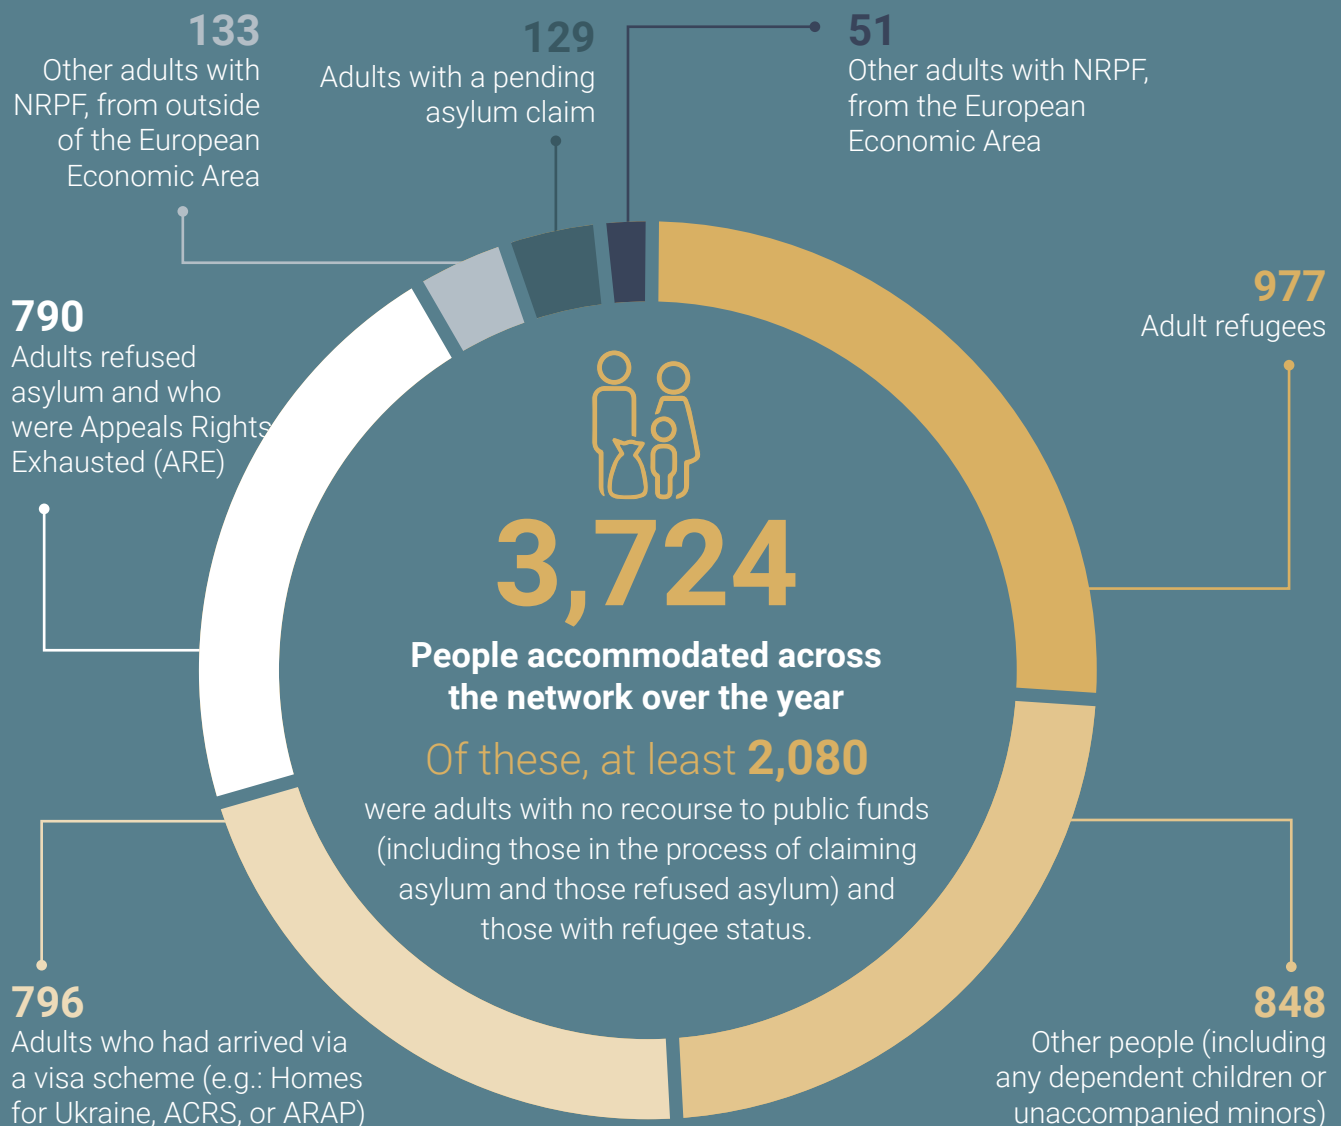 133
Other adults with
NRPF, from outside
of the European
Economic Area
129
Adults with a pending
asylum claim
51
Other adults with NRPF,
from the European
Economic Area
977
Adult refugees
790
Adults refused
asylum and who
were Appeals Rights
Exhausted (ARE)
3,724
People accommodated across
the network over the year
Of these, at least 2,080
were adults with no recourse to public funds
(including those in the process of claiming
asylum and those refused asylum) and
those with refugee status.
796
Adults who had arrived via
a visa scheme (e.g.: Homes
for Ukraine, ACRS, or ARAP)
848
Other people (including
any dependent children or
unaccompanied minors)